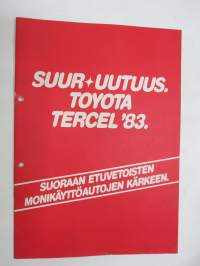 SUUR+UUTUUS.
TOYOTA
TERCEL '83.
SUORAAN ETUVETOISTEN
MONIKÄYTTÖAUTOJEN KÄRKEEN.